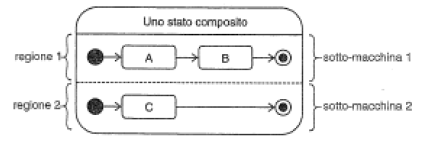 Uno stato composito
regione 1
A
B
sotto-macchina 1
regione 2
C
sotto-macchina 2